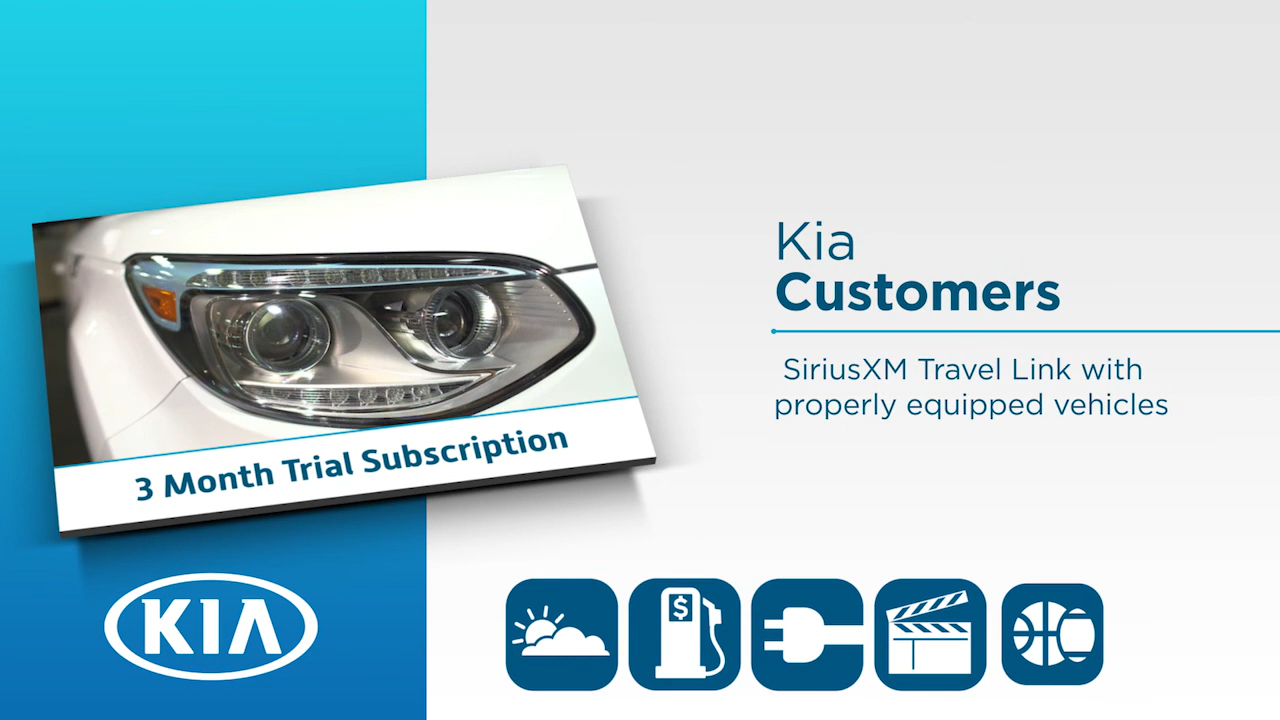 Kia
Customers
SiriusXM Travel Link with
properly equipped vehicles
3 Month Trial Subscription
KIA
$